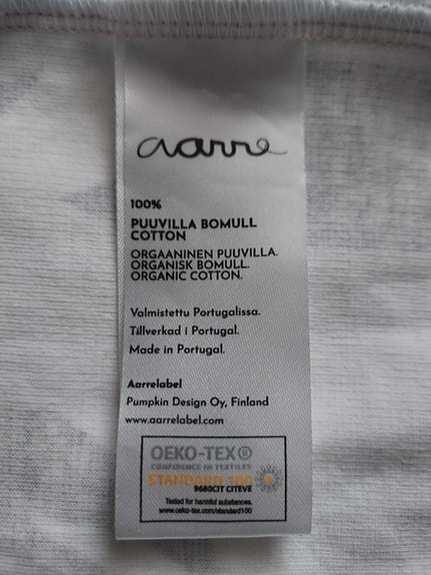 aarre
100%
PUUVILLA BOMULL
COTTON
ORGAANINEN PUUVILLA.
ORGANISK BOMULL.
ORGANIC COTTON.
Valmistettu Portugalissa.
Tillverkad i Portugal.
Made in Portugal.
Aarrelabel
Pumpkin Design Oy, Finland
www.aarrelabel.com
OEKO-TEX®
CONFIDENCE IN TEXTILES
STANDARD 100
9680CIT CITEVE
Tested for harmful substances.
www.oeko-tex.com/standard100